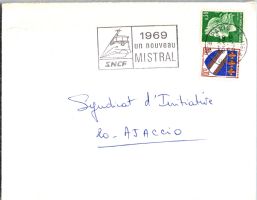 1969
un nouveau
MISTRAL
SNCF
Syndicat d'Initiative
20-AJACCIO